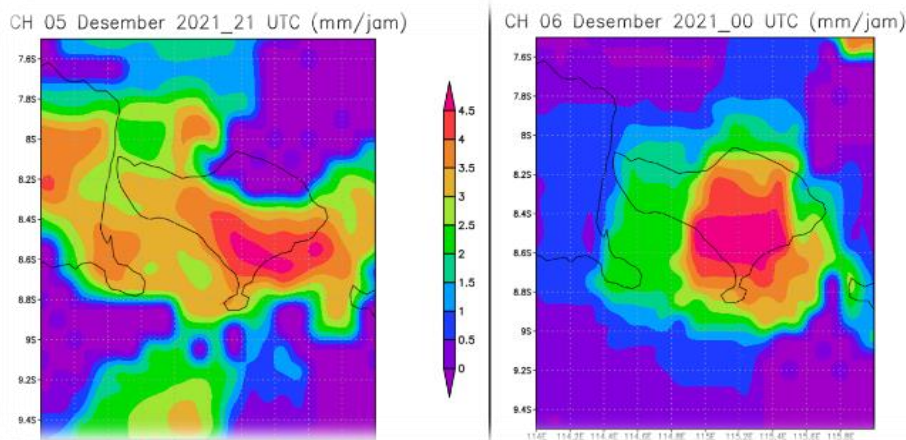 CH 05 Desember 2021_21 UTC (mm/jam)
CH 06 Desember 2021_00 UTC (mm/jam)
7.6S
7.8S
8S
8.2S
8.4S
8.6S
8.8S
9S
9.2S
9.4S
4.5
4
3.5
3
2.5
2
1.5
1
0.5
0
7.6S
7.8S
8S
8.2S
8.4S
8.6S
8.8S
9S
9.2S
9.4S
114E 114.2E 114.4E 114.6E 114.8E 115E 115.2E 115.4E 115.6E 115.8E